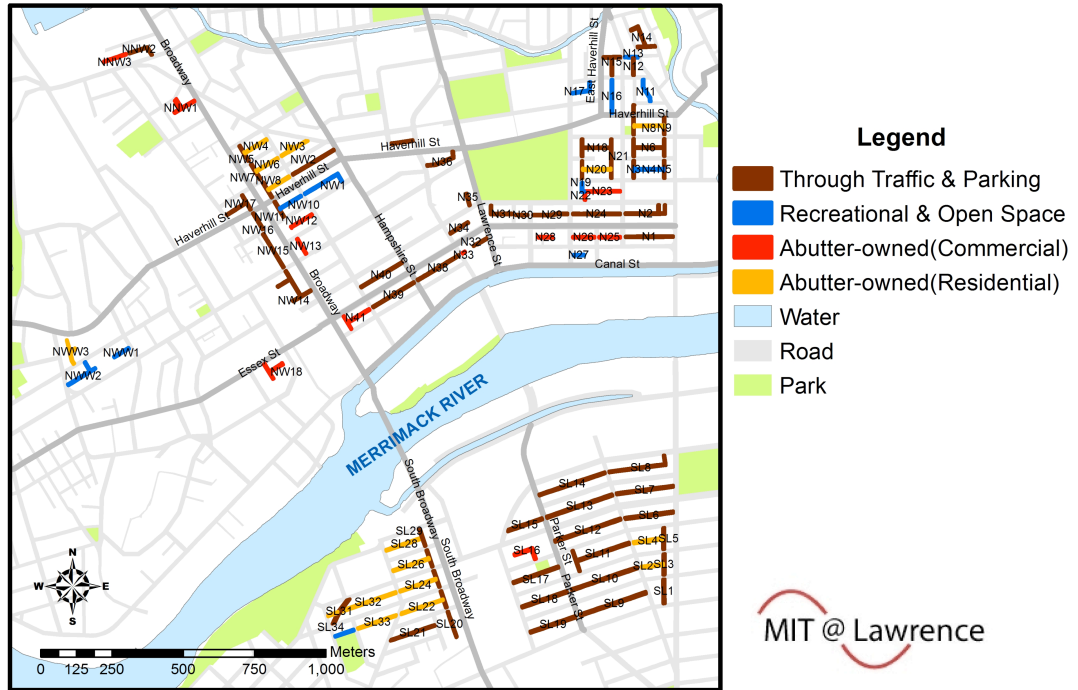 NNW2
NNW3
Broadway
NNW1
East Haverhill St
N14
N13
N15
N12
N17
N16
N11
Haverhill St
N8
N9
Haverhill St
N36
NW4
NW3
NW5
NW2
NW6
NW7
NW8
Haverhill St
NW1
N18
N6
N21
N20
N3
N4
N5
N19
N22
N23
NW17
NW10
NW11
NW12
Haverhill St
NW16
NW13
NW15
NW14
Hampshire St
N35
Lawrence St
N31
N30
N29
N24
N2
N34
N32
N28
N26
N25
N1
N33
N27
Canal St
N40
N38
N39
Broadway
N41
NWW3
NWW1
NWW2
Essex St
NW18
MERRIMACK RIVER
South Broadway
South Broadway
SL8
SL14
SL7
SL13
SL6
SL15
SL12
Parker St
SL4
SL5
SL16
SL11
SL2
SL3
SL17
SL10
Parker St
SL1
SL18
SL9
SL19
SL29
SL28
SL26
SL24
SL32
SL22
SL31
SL33
SL34
SL21
SL20
N
W
E
S
Meters
0 125 250 500 750 1,000
Legend
Through Traffic & Parking
Recreational & Open Space
Abutter-owned(Commercial)
Abutter-owned(Residential)
Water
Road
Park
MIT @ Lawrence